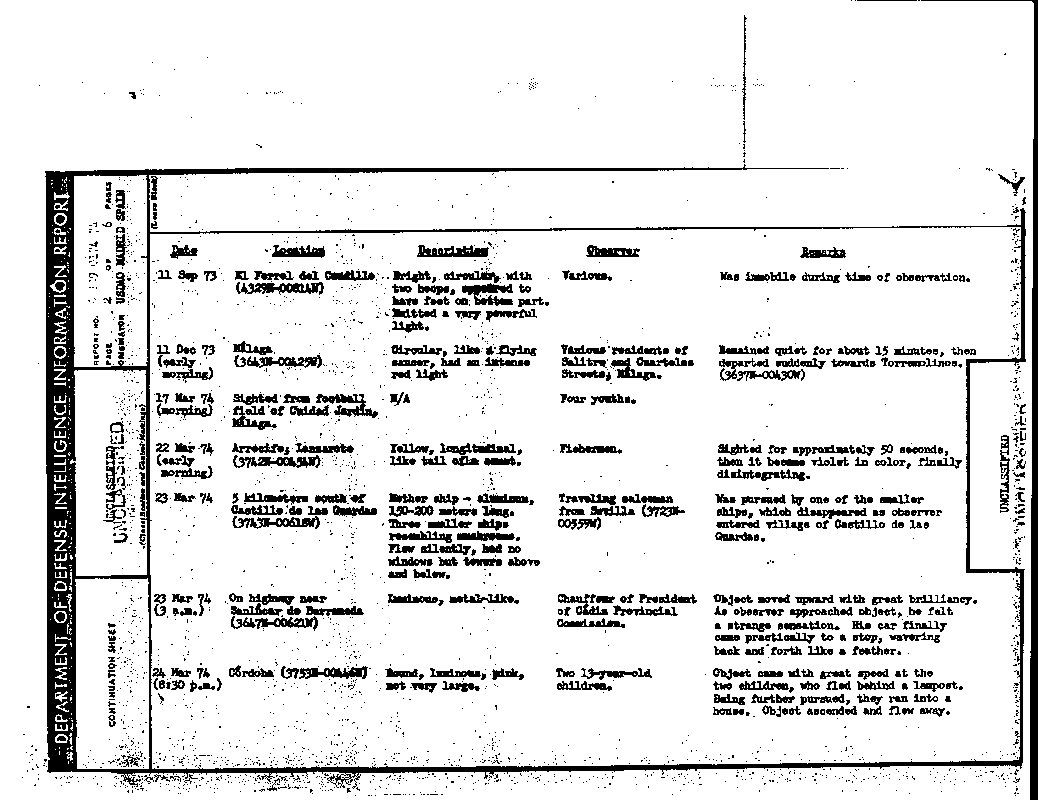 DEPARTMENT OF DEFENSE INTELLIGENCE INFORMATION REPORT
REPORT NO.
PAGE 2 OF 6 PAGES
ORIGINATOR USDAO MADRID SPAIN
(Leave Blank)
UNCLASSIFIED
UNCLASSIFIED
CONTINUATION SHEET
Date Location Description Observer Remarks
11 Sep 73 El Ferrol del Caudillo Bright, circular, with Various. Was immobile during time of observation.
(4329N-00814W) two hoops, appeared to
have feet on bottom part.
Emitted a very powerful
light.
11 Dec 73 Málaga Circular, like a flying Various residents of Remained quiet for about 15 minutes, then
(early (3643N-00425W) saucer, had an intense Salitre and Cuarteles departed suddenly towards Torremolinos.
morning) red light Streets, Málaga. (3637N-00430W)
17 Mar 74 Sighted from football N/A Four youths.
(morning) field of Cuidad Jardín,
Málaga.
22 Mar 74 Arrecife, Lanzarote Yellow, longitudinal, Fishermen. Sighted for approximately 50 seconds,
(early like tail of a comet. then it became violet in color, finally
morning) disintegrating.
23 Mar 74 5 kilometers south of Mother ship - aluminum, Traveling salesman Was pursued by one of the smaller
Castillo de las Guardas 150-200 meters long. from Sevilla (3723N- ships, which disappeared as observer
(3743N-00618W) Three smaller ships 00559W) entered village of Castillo de las
resembling mushrooms. Guardas.
Flew silently, had no
windows but towers above
and below.
23 Mar 74 On highway near Luminous, metal-like. Chauffeur of President Object moved upward with great brilliancy.
(3 a.m.) Sanlúcar de Barrameda of Cádiz Provincial As observer approached object, he felt
(3647N-00621W) Commission. a strange sensation. His car finally
came practically to a stop, wavering
back and forth like a feather.
24 Mar 74 Córdoba (3753N-00446W) Round, luminous, pink, Two 13-year-old Object came with great speed at the
(8:30 p.m.) not very large. children. two children, who fled behind a lampost.
Being further pursued, they ran into a
house. Object ascended and flew away.
UNCLASSIFIED